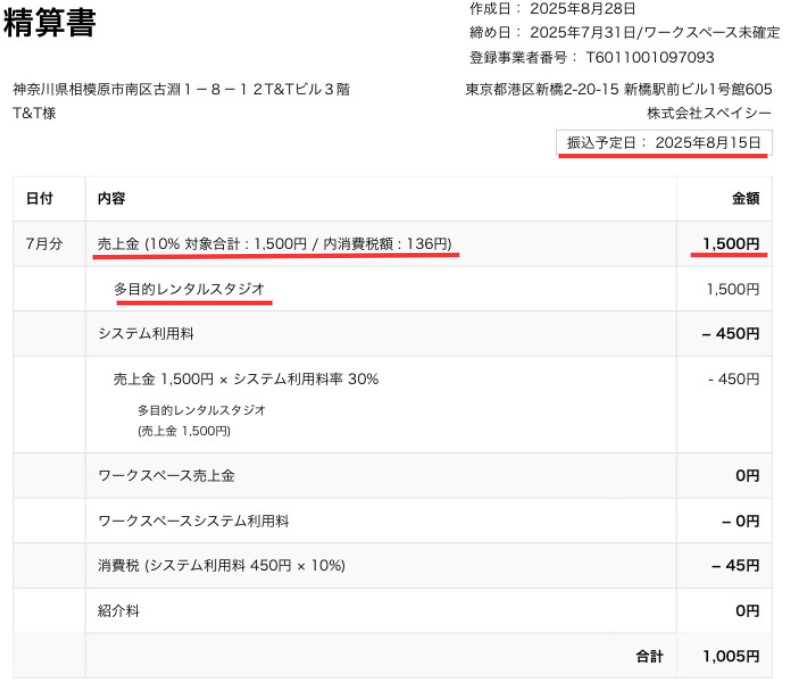 精算書
作成日： 2025年8月28日
締め日： 2025年7月31日/ワークスペース未確定
登録事業者番号： T6011001097093
神奈川県相模原市南区古淵１－８－１２T&Tビル３階
T&T様
東京都港区新橋2-20-15 新橋駅前ビル1号館605
株式会社スペイシー
振込予定日： 2025年8月15日
日付 内容 金額
7月分 売上金 (10% 対象合計 : 1,500円 / 内消費税額 : 136円) 1,500円
多目的レンタルスタジオ 1,500円
システム利用料 – 450円
売上金 1,500円 × システム利用料率 30% - 450円
多目的レンタルスタジオ
(売上金 1,500円)
ワークスペース売上金 0円
ワークスペースシステム利用料 – 0円
消費税 (システム利用料 450円 × 10%) – 45円
紹介料 0円
合計 1,005円